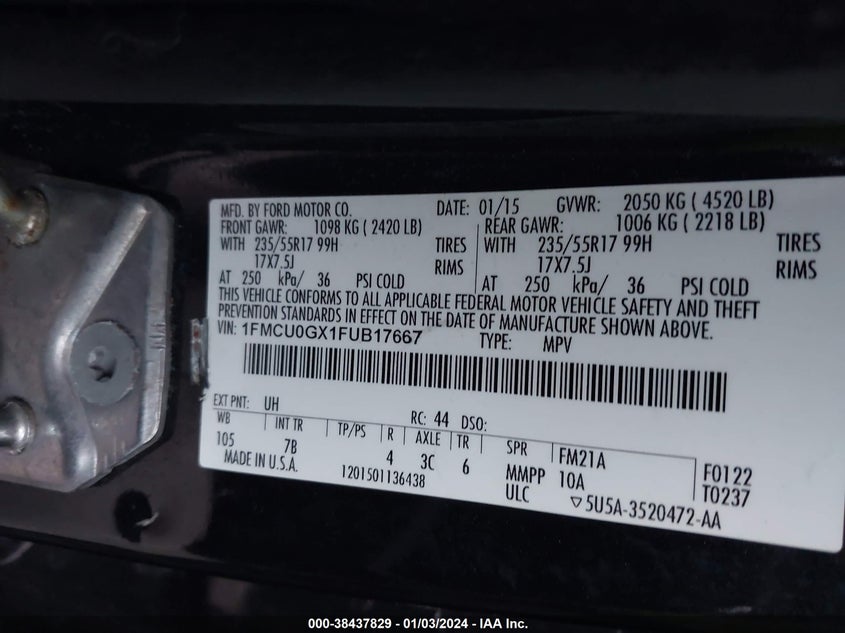 MFD. BY FORD MOTOR CO. DATE: 01/15 GVWR: 2050 KG ( 4520 LB)
FRONT GAWR: 1098 KG ( 2420 LB) REAR GAWR: 1006 KG ( 2218 LB)
WITH 235/55R17 99H TIRES WITH 235/55R17 99H TIRES
17X7.5J RIMS 17X7.5J RIMS
AT 250 kPa/ 36 PSI COLD AT 250 kPa/ 36 PSI COLD
THIS VEHICLE CONFORMS TO ALL APPLICABLE FEDERAL MOTOR VEHICLE SAFETY AND THEFT
PREVENTION STANDARDS IN EFFECT ON THE DATE OF MANUFACTURE SHOWN ABOVE.
VIN: 1FMCU0GX1FUB17667 TYPE: MPV
EXT PNT: UH RC: 44 DSO:
WB INT TR TP/PS R AXLE TR SPR FM21A F0122
105 7B 4 3C 6 MMPP 10A T0237
MADE IN U.S.A. 1201501136438 ULC ▽5U5A-3520472-AA
000-38437829 - 01/03/2024 - IAA Inc.